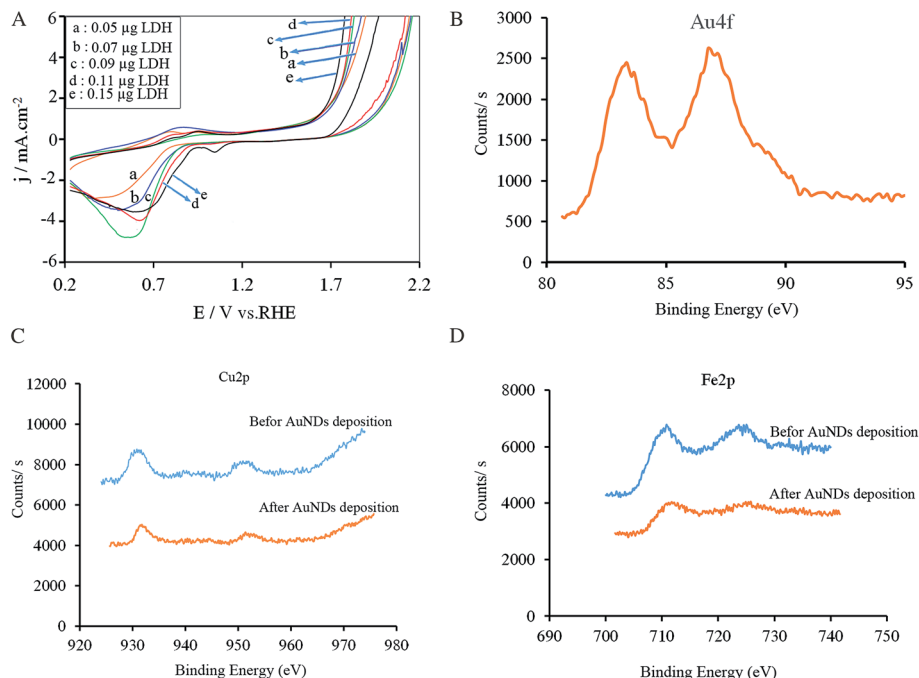 A
a : 0.05 µg LDH
b : 0.07 µg LDH
c : 0.09 µg LDH
d : 0.11 µg LDH
e : 0.15 µg LDH
d
c
b
a
e
a
b
c
d
e
6
4
2
0
-2
-4
-6
0.2 0.7 1.2 1.7 2.2
j / mA.cm-2
E / V vs.RHE
B
Au4f
3000
2500
2000
1500
1000
500
0
80 85 90 95
Counts/ s
Binding Energy (eV)
C
Cu2p
12000
10000
8000
6000
4000
2000
0
Befor AuNDs deposition
After AuNDs deposition
920 930 940 950 960 970 980
Counts/ s
Binding Energy (eV)
D
Fe2p
8000
6000
4000
2000
0
Befor AuNDs deposition
After AuNDs deposition
690 700 710 720 730 740 750
Counts/ s
Binding Energy (eV)